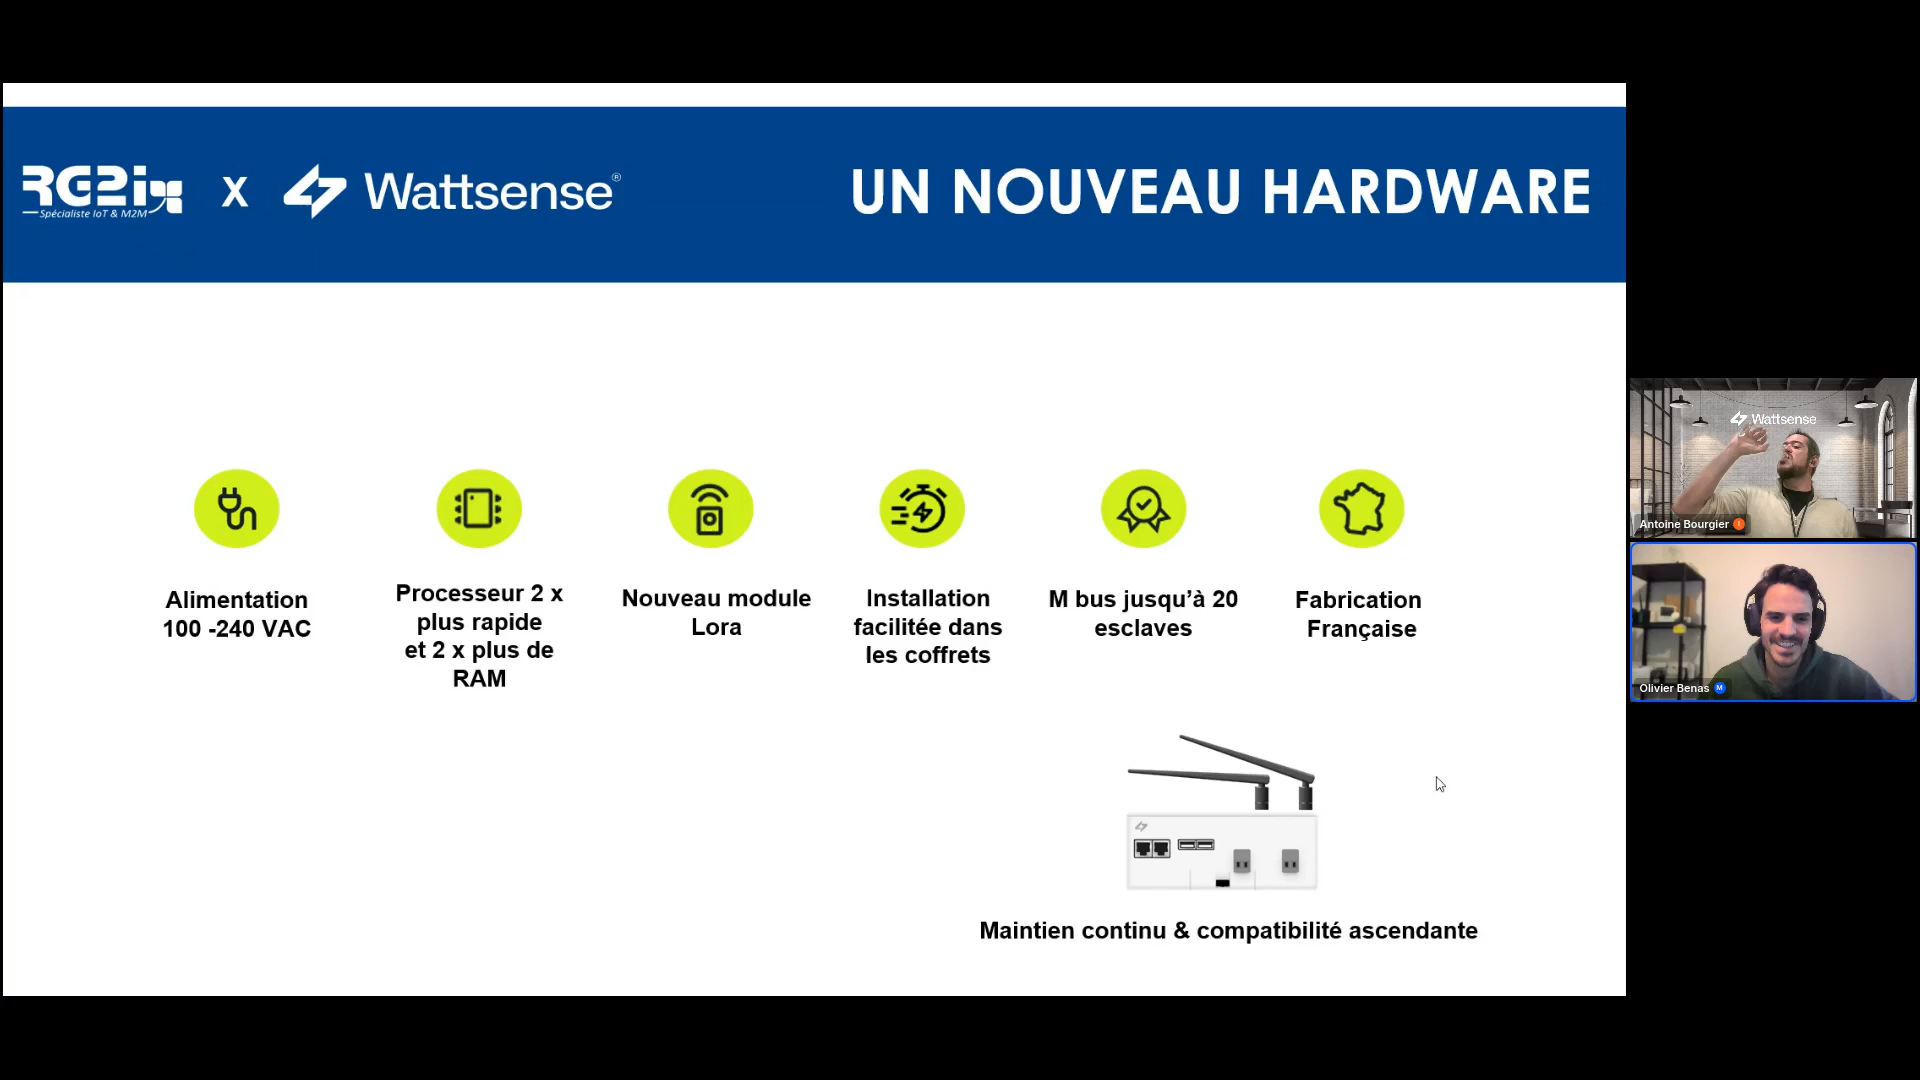 RG2i
Spécialiste IoT & M2M
X
Wattsense®
UN NOUVEAU HARDWARE
Alimentation
100 -240 VAC
Processeur 2 x
plus rapide
et 2 x plus de
RAM
Nouveau module
Lora
Installation
facilitée dans
les coffrets
M bus jusqu’à 20
esclaves
Fabrication
Française
Maintien continu & compatibilité ascendante
Wattsense
Antoine Bourgier
Olivier Benas M